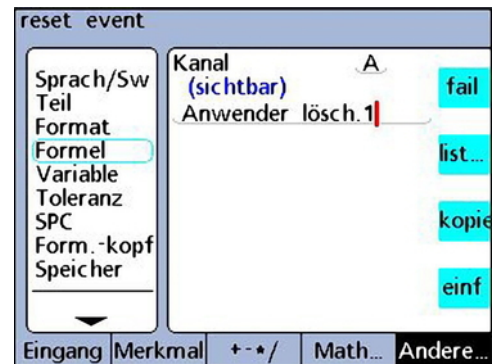 reset event
Sprach/Sw
Teil
Format
Formel
Variable
Toleranz
SPC
Form.-kopf
Speicher
Kanal A
(sichtbar)
Anwender lösch.1
fail
list...
kopie
einf
Eingang Merkmal +-*/ Math... Andere...